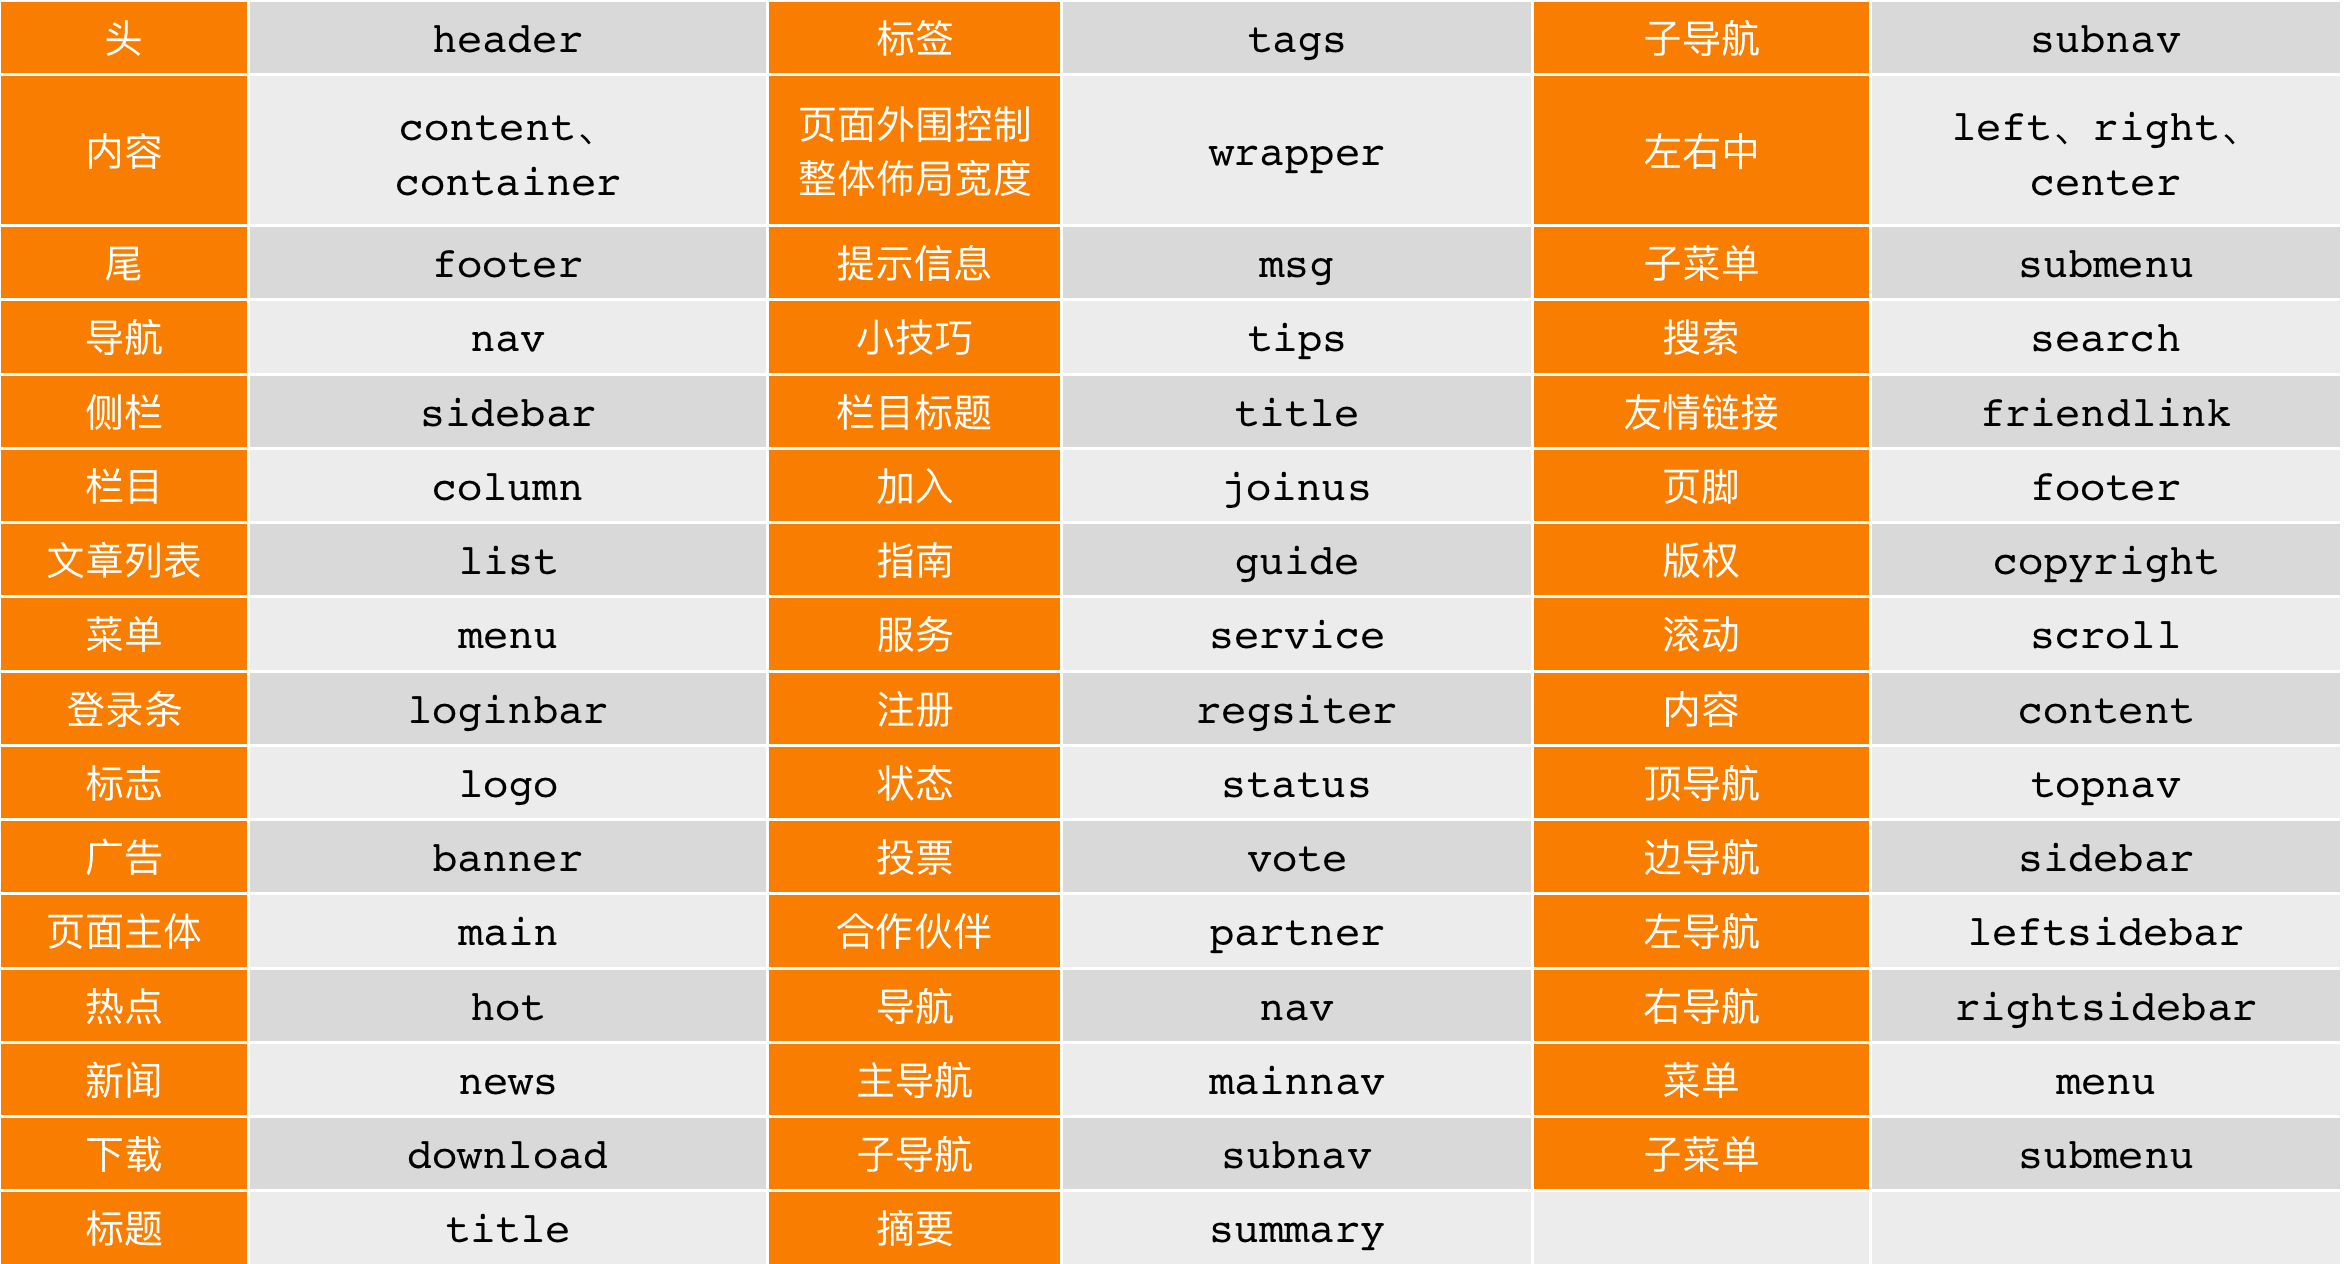 头 header 标签 tags 子导航 subnav
内容 content、 container 页面外围控制 整体佈局宽度 wrapper 左右中 left、right、 center
尾 footer 提示信息 msg 子菜单 submenu
导航 nav 小技巧 tips 搜索 search
侧栏 sidebar 栏目标题 title 友情链接 friendlink
栏目 column 加入 joinus 页脚 footer
文章列表 list 指南 guide 版权 copyright
菜单 menu 服务 service 滚动 scroll
登录条 loginbar 注册 regsiter 内容 content
标志 logo 状态 status 顶导航 topnav
广告 banner 投票 vote 边导航 sidebar
页面主体 main 合作伙伴 partner 左导航 leftsidebar
热点 hot 导航 nav 右导航 rightsidebar
新闻 news 主导航 mainnav 菜单 menu
下载 download 子导航 subnav 子菜单 submenu
标题 title 摘要 summary